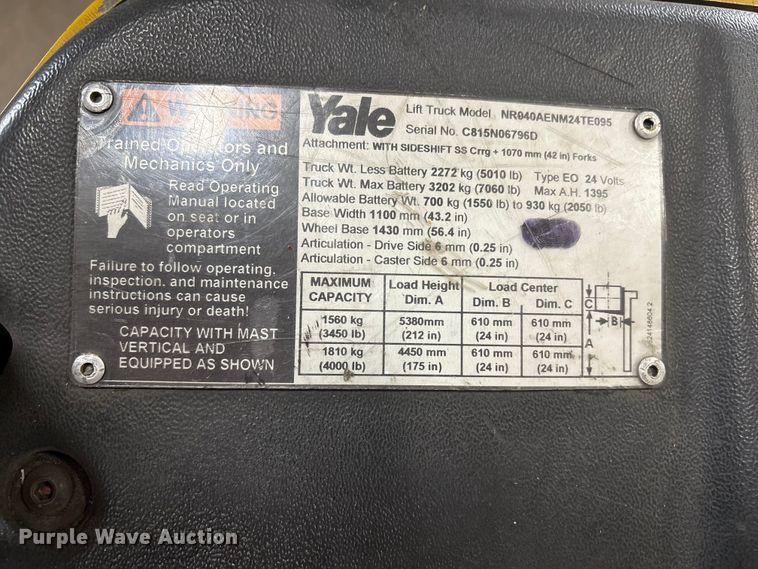 WARNING
Trained Operators and
Mechanics Only
Read Operating
Manual located
on seat or in
operators
compartment
Failure to follow operating,
inspection, and maintenance
instructions can cause
serious injury or death!
CAPACITY WITH MAST
VERTICAL AND
EQUIPPED AS SHOWN
Yale Lift Truck Model NR040AENM24TE095
Serial No. C815N06796D
Attachment: WITH SIDESHIFT SS Crrg + 1070 mm (42 in) Forks
Truck Wt. Less Battery 2272 kg (5010 lb) Type EO 24 Volts
Truck Wt. Max Battery 3202 kg (7060 lb) Max A.H. 1395
Allowable Battery Wt. 700 kg (1550 lb) to 930 kg (2050 lb)
Base Width 1100 mm (43.2 in)
Wheel Base 1430 mm (56.4 in)
Articulation - Drive Side 6 mm (0.25 in)
Articulation - Caster Side 6 mm (0.25 in)
MAXIMUM Load Height Load Center
CAPACITY Dim. A Dim. B Dim. C
1560 kg 5380mm 610 mm 610 mm
(3450 lb) (212 in) (24 in) (24 in)
1810 kg 4450 mm 610 mm 610 mm
(4000 lb) (175 in) (24 in) (24 in)
C
B
A
Purple Wave Auction